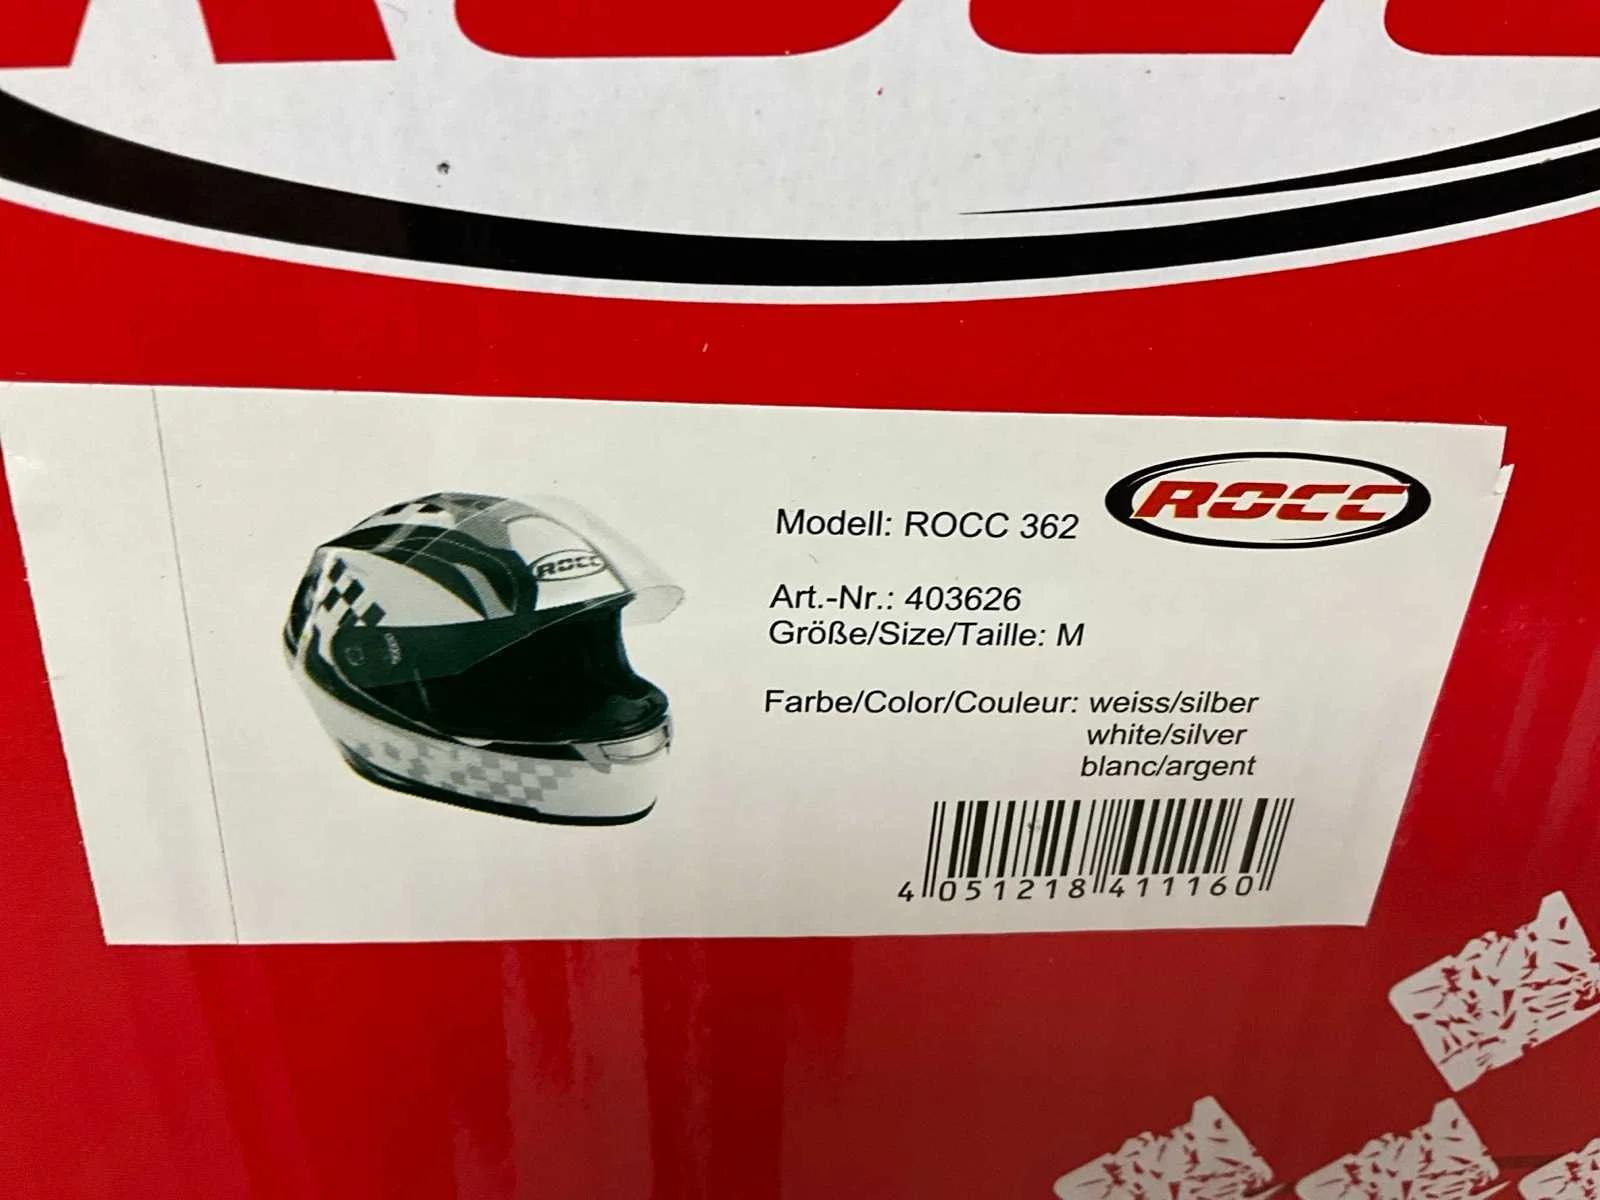 ROCC
Modell: ROCC 362
ROCC
Art.-Nr.: 403626
Größe/Size/Taille: M
Farbe/Color/Couleur: weiss/silber
white/silver
blanc/argent
4 051218 411160